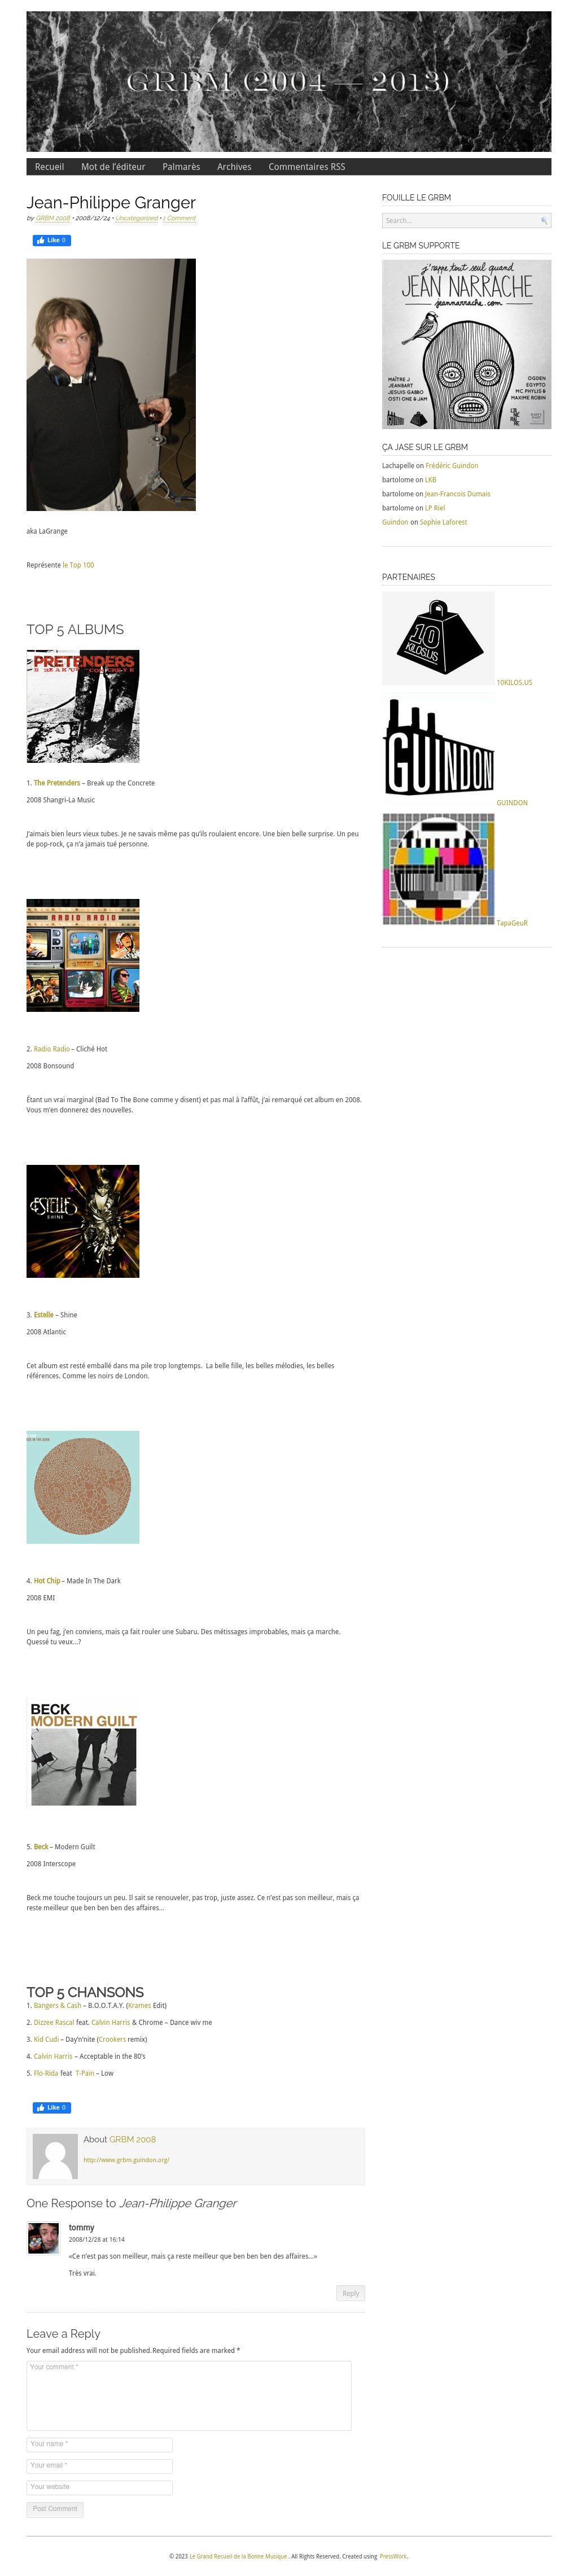 GRBM (2004 — 2013)
Recueil Mot de l'éditeur Palmarès Archives Commentaires RSS
Jean-Philippe Granger
by GRBM 2008 • 2008/12/24 • Uncategorized • 1 Comment
Like 0
aka LaGrange
Représente le Top 100
TOP 5 ALBUMS
PRETENDERS
BREAK UP THE CONCRETE
1. The Pretenders – Break up the Concrete
2008 Shangri-La Music
J'aimais bien leurs vieux tubes. Je ne savais même pas qu'ils roulaient encore. Une bien belle surprise. Un peu
de pop-rock, ça n'a jamais tué personne.
RADIO RADIO
2. Radio Radio – Cliché Hot
2008 Bonsound
Étant un vrai marginal (Bad To The Bone comme y disent) et pas mal à l'affût, j'ai remarqué cet album en 2008.
Vous m'en donnerez des nouvelles.
ESTELLE
SHINE
3. Estelle – Shine
2008 Atlantic
Cet album est resté emballé dans ma pile trop longtemps. La belle fille, les belles mélodies, les belles
références. Comme les noirs de London.
4. Hot Chip – Made In The Dark
2008 EMI
Un peu fag, j'en conviens, mais ça fait rouler une Subaru. Des métissages improbables, mais ça marche.
Quessé tu veux...?
BECK
MODERN GUILT
5. Beck – Modern Guilt
2008 Interscope
Beck me touche toujours un peu. Il sait se renouveler, pas trop, juste assez. Ce n'est pas son meilleur, mais ça
reste meilleur que ben ben ben des affaires...
TOP 5 CHANSONS
1. Bangers & Cash – B.O.O.T.A.Y. (Krames Edit)
2. Dizzee Rascal feat. Calvin Harris & Chrome – Dance wiv me
3. Kid Cudi – Day'n'nite (Crookers remix)
4. Calvin Harris – Acceptable in the 80's
5. Flo-Rida feat T-Pain – Low
Like 0
About GRBM 2008
http://www.grbm.guindon.org/
One Response to Jean-Philippe Granger
tommy
2008/12/28 at 16:14
«Ce n'est pas son meilleur, mais ça reste meilleur que ben ben ben des affaires...»
Très vrai.
Reply
Leave a Reply
Your email address will not be published. Required fields are marked *
Your comment *
Your name *
Your email *
Your website
Post Comment
FOUILLE LE GRBM
Search...
LE GRBM SUPPORTE
j'rappe tout seul quand
JEAN NARRACHE
jeannarrache.com
MAÎTRE J
JEANBART
JESUIS GABBO
OSTI ONE & JAM
OGDEN
EGYPTO
MC PHYLIS &
MAXIME ROBIN
ÇA JASE SUR LE GRBM
Lachapelle on Frédéric Guindon
bartolome on LKB
bartolome on Jean-Francois Dumais
bartolome on LP Riel
Guindon on Sophie Laforest
PARTENAIRES
10
KILOS.US
10KILOS.US
GUINDON
GUINDON
TapaGeuR
© 2023 Le Grand Recueil de la Bonne Musique . All Rights Reserved. Created using PressWork.